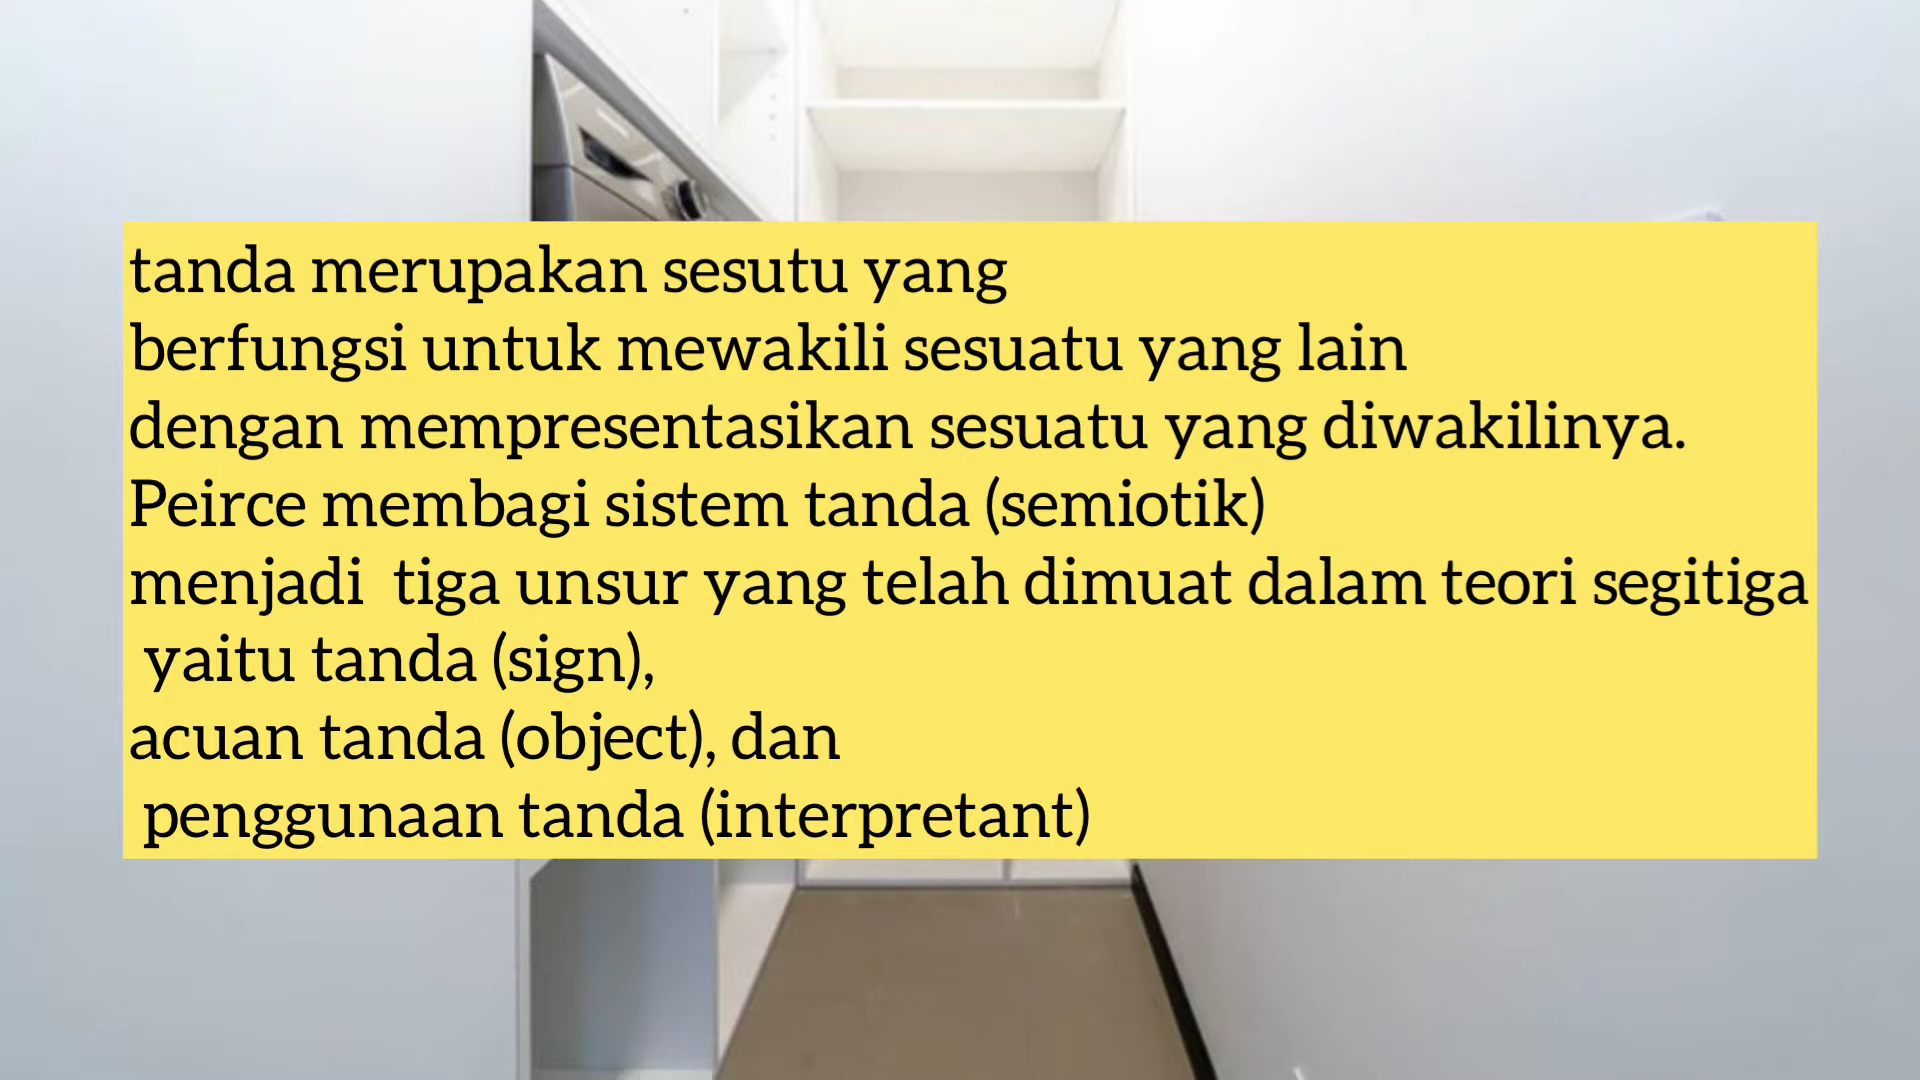 tanda merupakan sesutu yang
berfungsi untuk mewakili sesuatu yang lain
dengan mempresentasikan sesuatu yang diwakilinya.
Peirce membagi sistem tanda (semiotik)
menjadi  tiga unsur yang telah dimuat dalam teori segitiga
yaitu tanda (sign),
acuan tanda (object), dan
penggunaan tanda (interpretant)